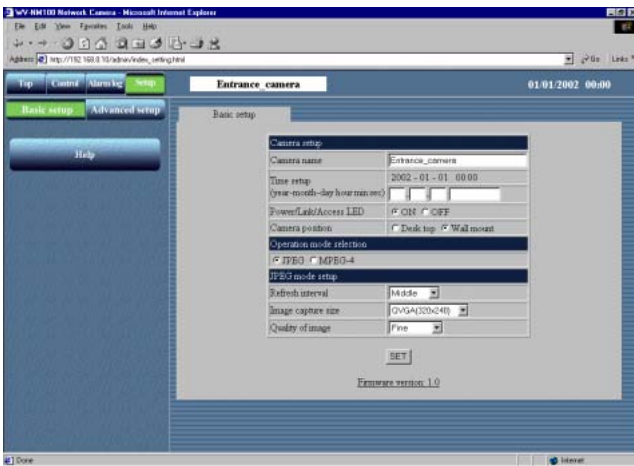 WV-NM100 Network Camera - Microsoft Internet Explorer
File Edit View Favorites Tools Help
Address http://192.168.0.10/admin/index_setting.html Go Links
Top Control Alarm log Setup Entrance_camera 01/01/2002 00:00
Basic setup Advanced setup
Help
Basic setup
Camera setup
Camera name Entrance_camera
Time setup 2002 - 01 - 01 00:00
(year-month-day hour:min:sec) - -
Power/Link/Access LED ON OFF
Camera position Desk top Wall mount
Operation mode selection
JPEG MPEG-4
JPEG mode setup
Refresh interval Middle
Image capture size QVGA(320x240)
Quality of image Fine
SET
Firmware version: 1.0
Done Internet